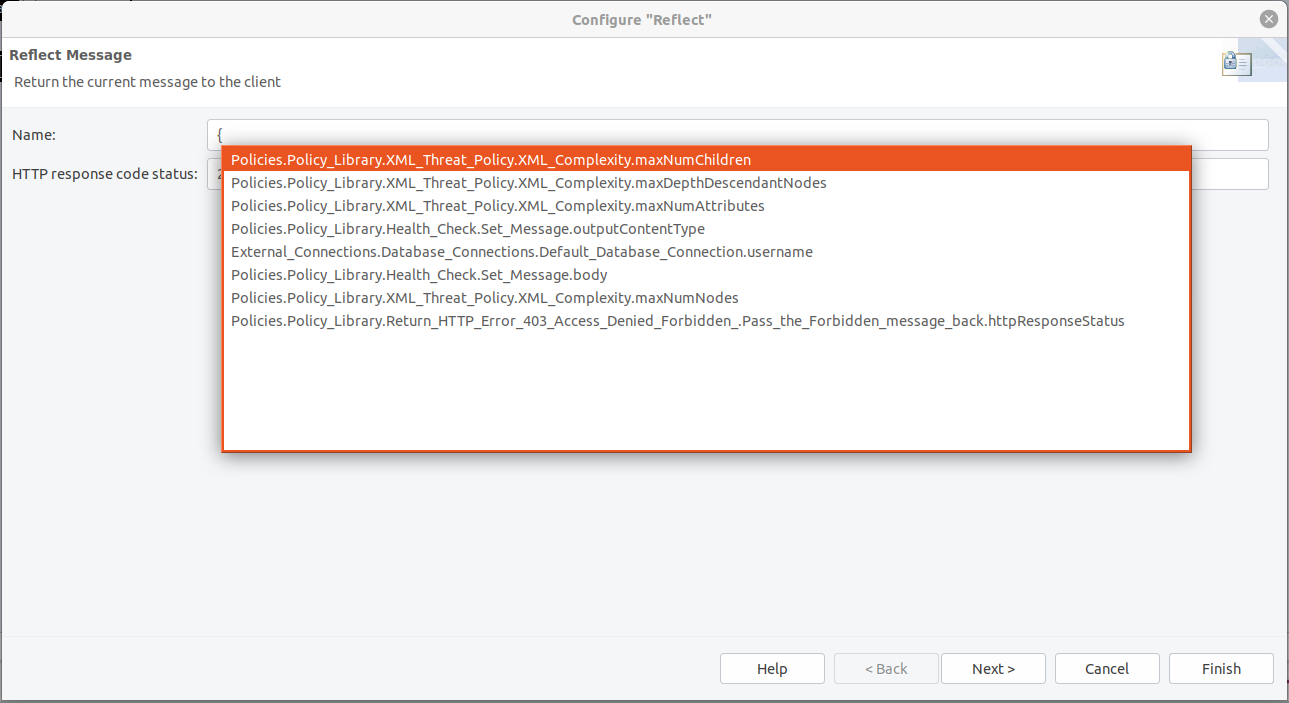 Configure "Reflect"
Reflect Message
Return the current message to the client
Name:
{
HTTP response code status:
Policies.Policy_Library.XML_Threat_Policy.XML_Complexity.maxNumChildren
Policies.Policy_Library.XML_Threat_Policy.XML_Complexity.maxDepthDescendantNodes
Policies.Policy_Library.XML_Threat_Policy.XML_Complexity.maxNumAttributes
Policies.Policy_Library.Health_Check.Set_Message.outputContentType
External_Connections.Database_Connections.Default_Database_Connection.username
Policies.Policy_Library.Health_Check.Set_Message.body
Policies.Policy_Library.XML_Threat_Policy.XML_Complexity.maxNumNodes
Policies.Policy_Library.Return_HTTP_Error_403_Access_Denied_Forbidden_.Pass_the_Forbidden_message_back.httpResponseStatus
Help
< Back
Next >
Cancel
Finish